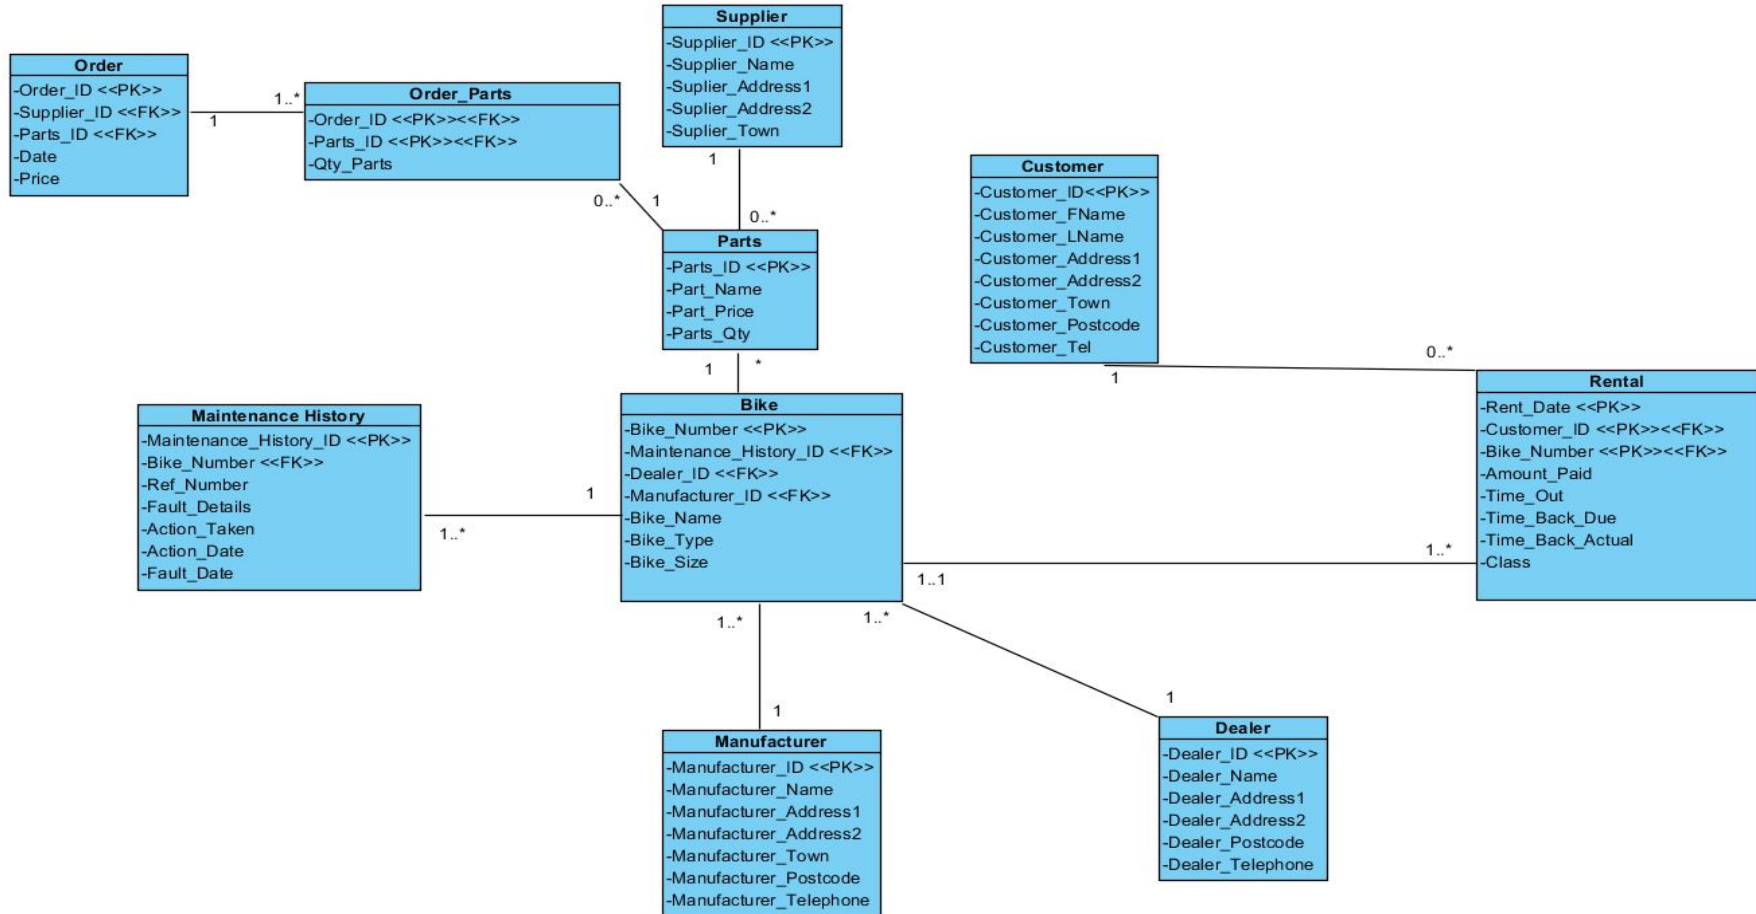 Supplier
-Supplier_ID <<PK>>
-Supplier_Name
-Suplier_Address1
-Suplier_Address2
-Suplier_Town
1
0..*
Order
-Order_ID <<PK>>
-Supplier_ID <<FK>>
-Parts_ID <<FK>>
-Date
-Price
1
1..*
Order_Parts
-Order_ID <<PK>><<FK>>
-Parts_ID <<PK>><<FK>>
-Qty_Parts
0..*
1
Parts
-Parts_ID <<PK>>
-Part_Name
-Part_Price
-Parts_Qty
1
*
Customer
-Customer_ID<<PK>>
-Customer_FName
-Customer_LName
-Customer_Address1
-Customer_Address2
-Customer_Town
-Customer_Postcode
-Customer_Tel
1
0..*
Rental
-Rent_Date <<PK>>
-Customer_ID <<PK>><<FK>>
-Bike_Number <<PK>><<FK>>
-Amount_Paid
-Time_Out
-Time_Back_Due
-Time_Back_Actual
-Class
Maintenance History
-Maintenance_History_ID <<PK>>
-Bike_Number <<FK>>
-Ref_Number
-Fault_Details
-Action_Taken
-Action_Date
-Fault_Date
1..*
1
Bike
-Bike_Number <<PK>>
-Maintenance_History_ID <<FK>>
-Dealer_ID <<FK>>
-Manufacturer_ID <<FK>>
-Bike_Name
-Bike_Type
-Bike_Size
1..1
1..*
1..*
1..*
1
1
Manufacturer
-Manufacturer_ID <<PK>>
-Manufacturer_Name
-Manufacturer_Address1
-Manufacturer_Address2
-Manufacturer_Town
-Manufacturer_Postcode
-Manufacturer_Telephone
Dealer
-Dealer_ID <<PK>>
-Dealer_Name
-Dealer_Address1
-Dealer_Address2
-Dealer_Postcode
-Dealer_Telephone